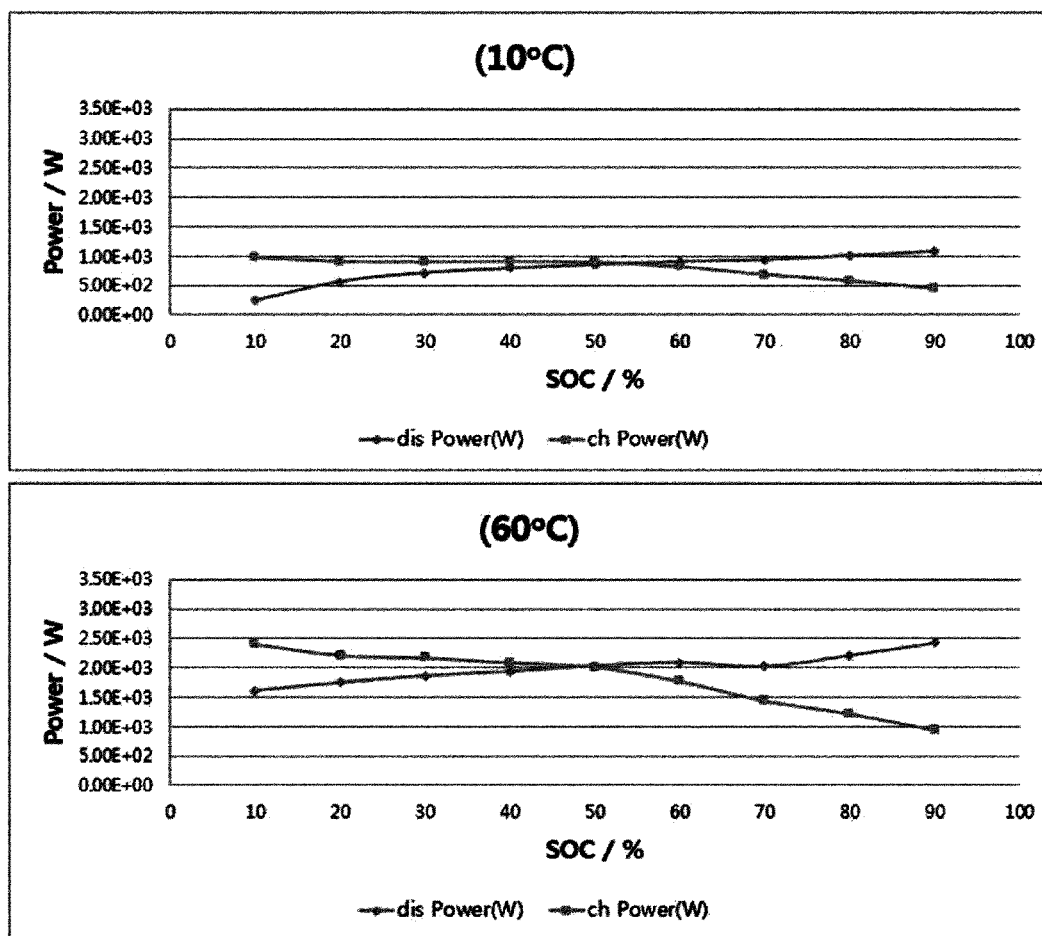 (10°C)
3.50E+03
3.00E+03
2.50E+03
2.00E+03
1.50E+03
1.00E+03
5.00E+02
0.00E+00
Power / W
0 10 20 30 40 50 60 70 80 90 100
SOC / %
dis Power(W) ch Power(W)
(60°C)
3.50E+03
3.00E+03
2.50E+03
2.00E+03
1.50E+03
1.00E+03
5.00E+02
0.00E+00
Power / W
0 10 20 30 40 50 60 70 80 90 100
SOC / %
dis Power(W) ch Power(W)